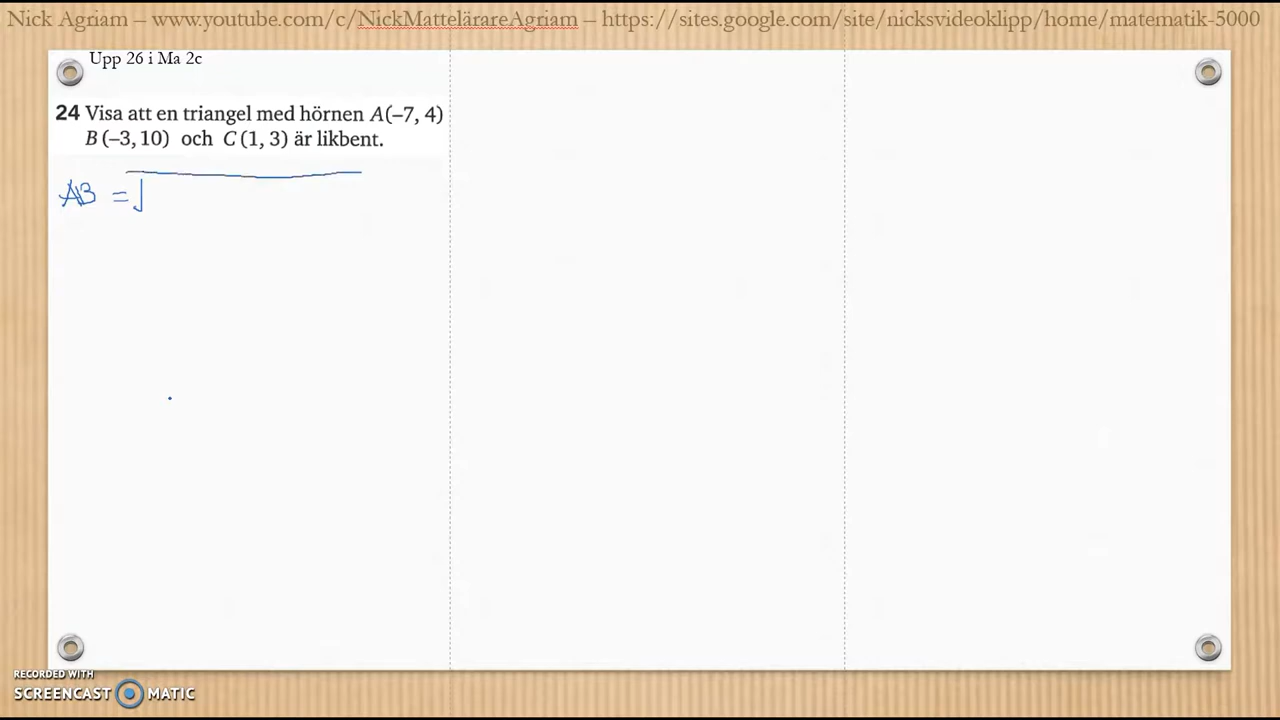 Nick Agriam – www.youtube.com/c/NickMattelärareAgriam – https://sites.google.com/site/nicksvideoklipp/home/matematik-5000
Upp 26 i Ma 2c
24 Visa att en triangel med hörnen A(–7, 4)
B (–3, 10) och C (1, 3) är likbent.
AB = √
RECORDED WITH
SCREENCAST MATIC